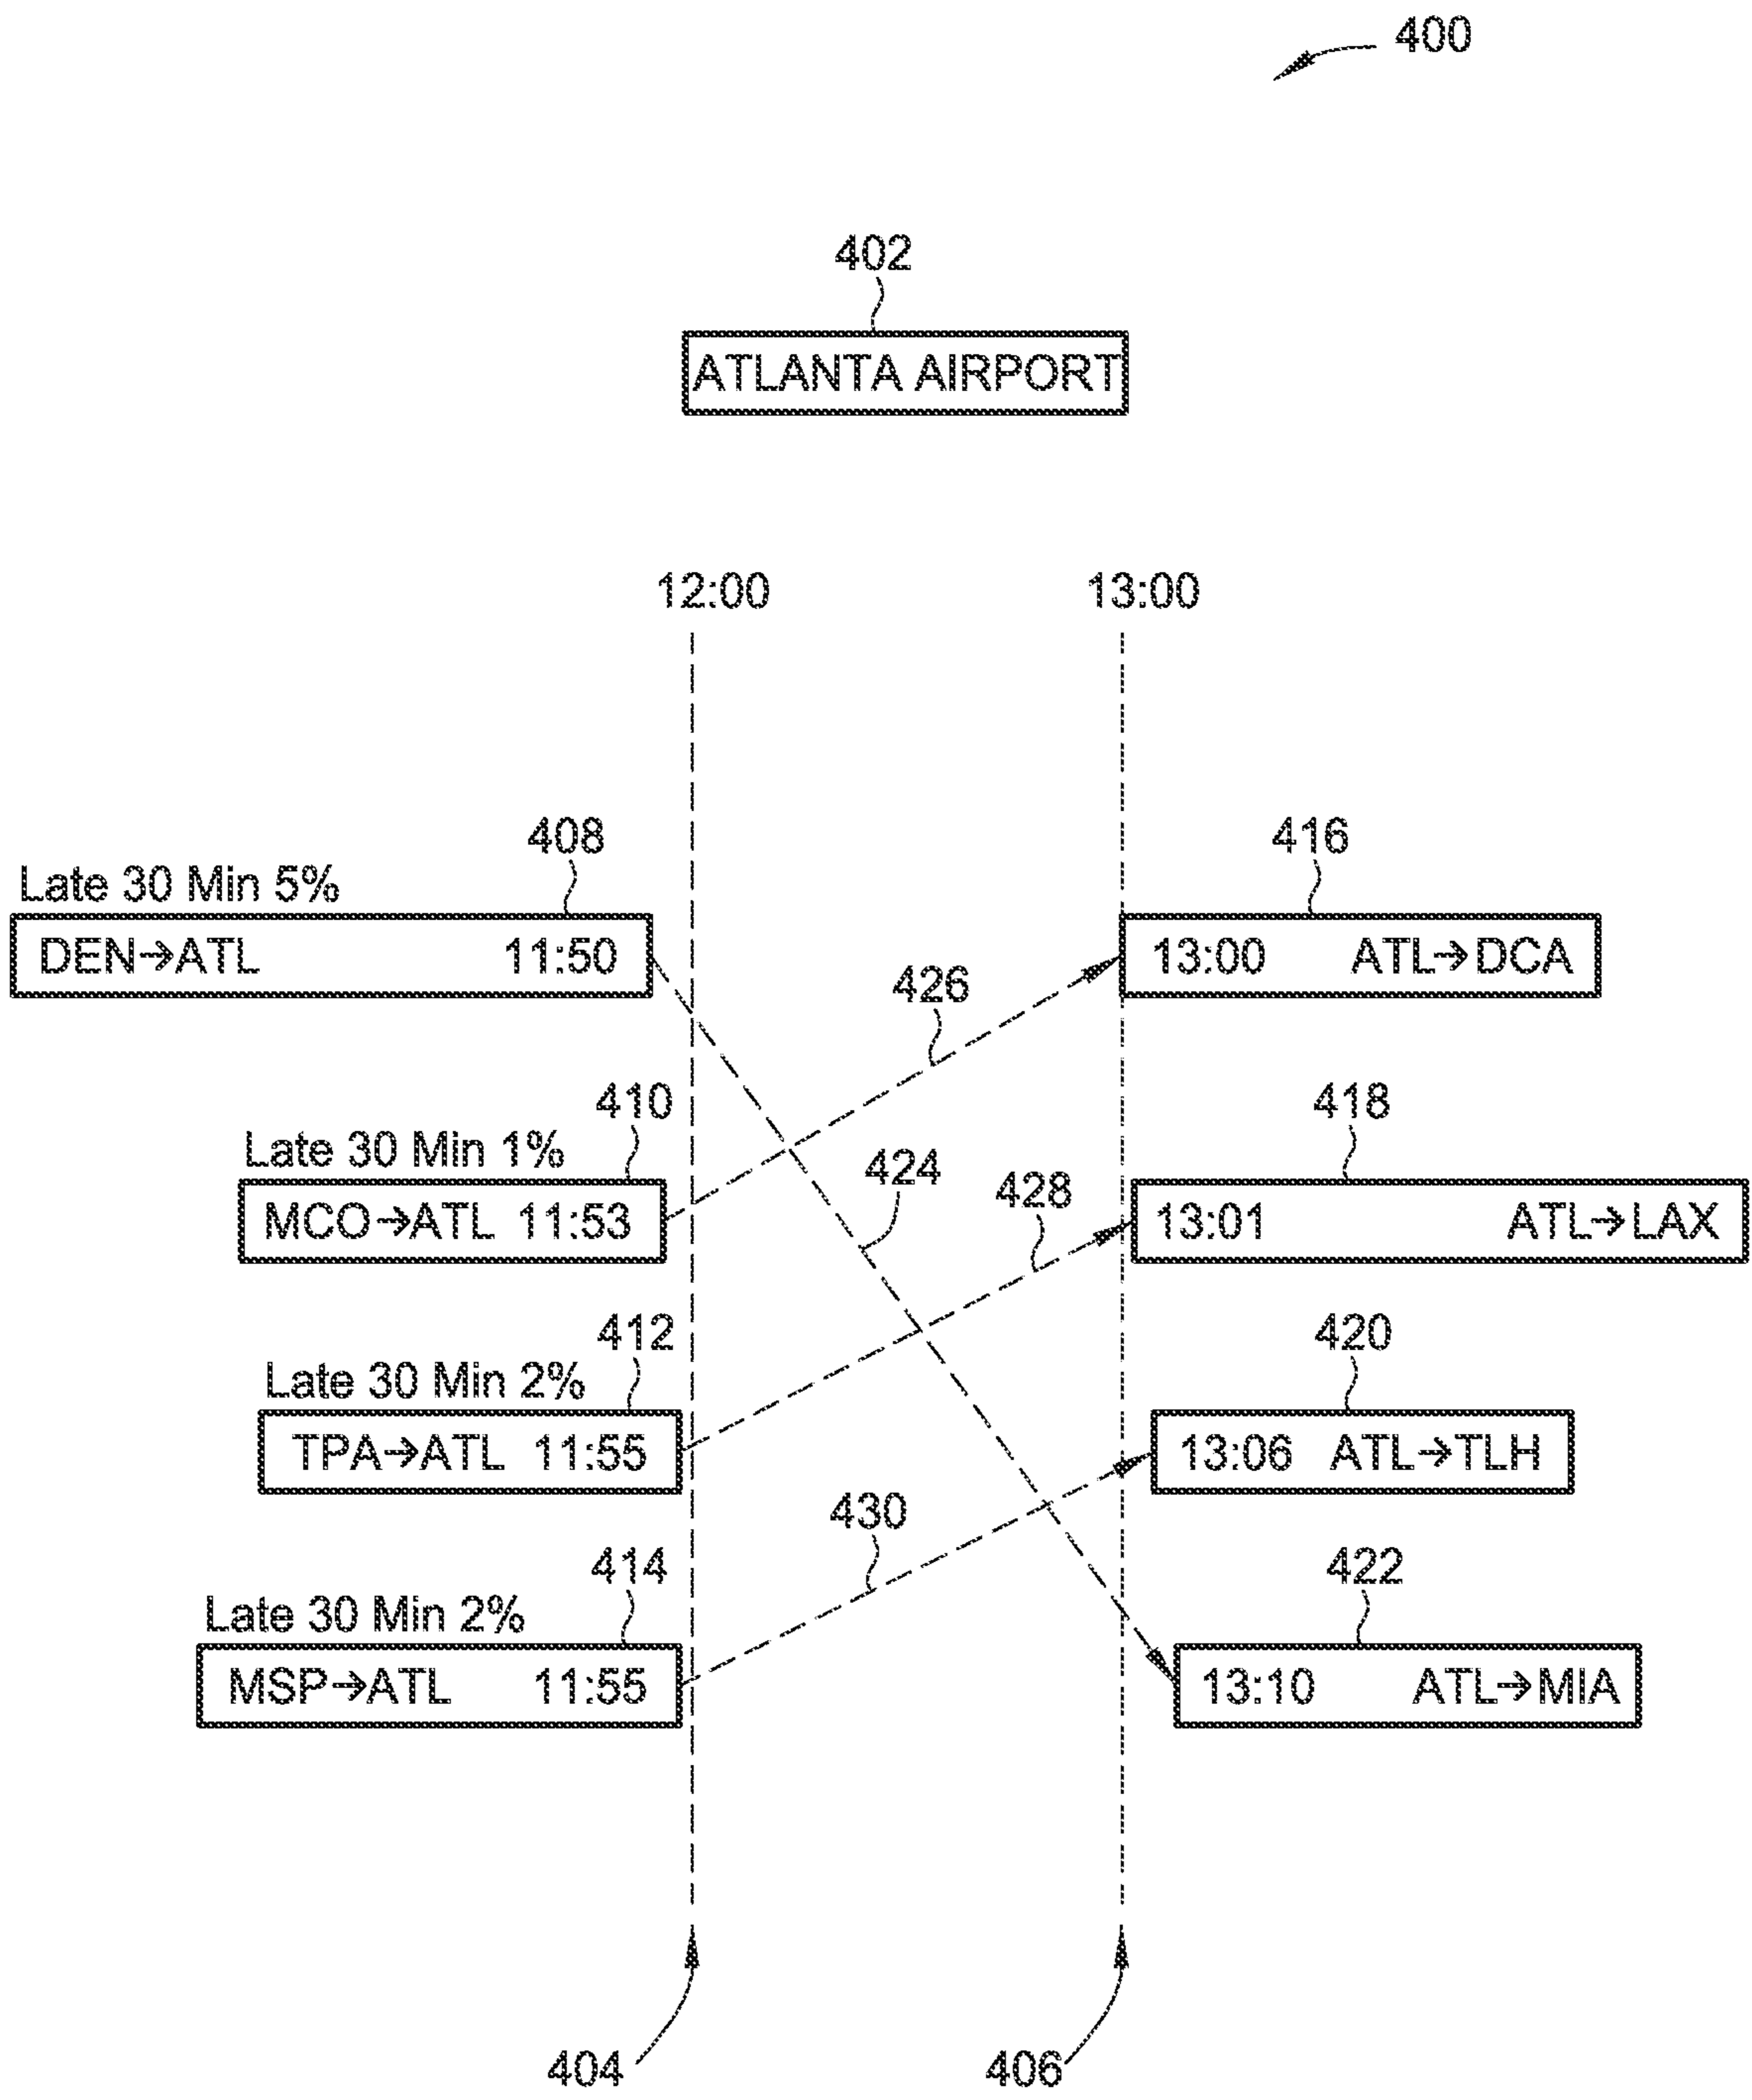 400
402
ATLANTA AIRPORT
12:00 13:00
408 416
Late 30 Min 5%
DEN→ATL 11:50 13:00 ATL→DCA
426
410 418
Late 30 Min 1% 424 428
MCO→ATL 11:53 13:01 ATL→LAX
412 420
Late 30 Min 2%
TPA→ATL 11:55 13:06 ATL→TLH
430
414 422
Late 30 Min 2%
MSP→ATL 11:55 13:10 ATL→MIA
404 406